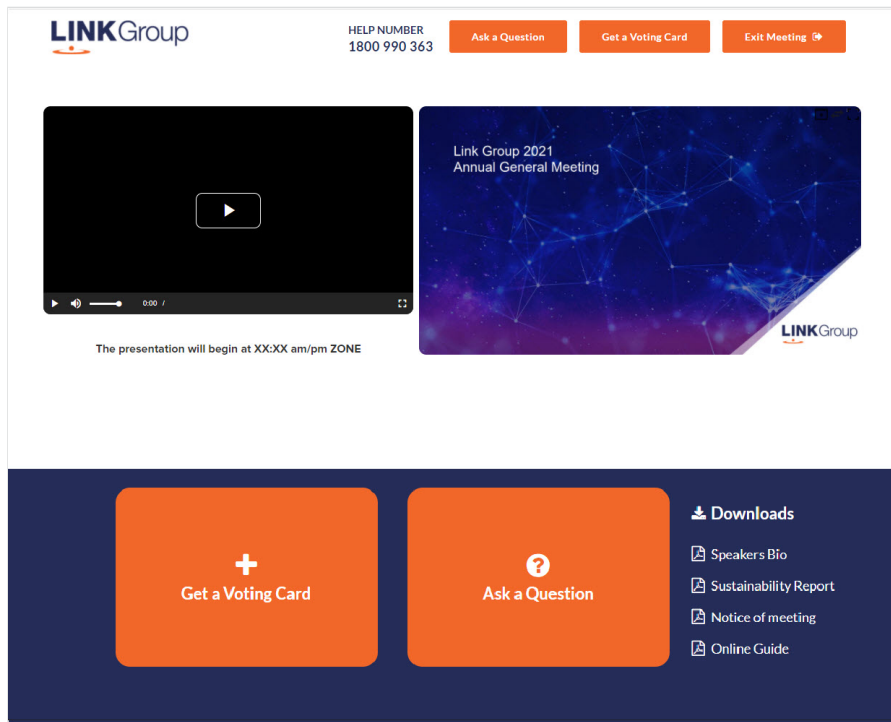 LINKGroup
HELP NUMBER
1800 990 363
Ask a Question
Get a Voting Card
Exit Meeting
Link Group 2021
Annual General Meeting
0:00 /
LINKGroup
The presentation will begin at XX:XX am/pm ZONE
Get a Voting Card
Ask a Question
Downloads
Speakers Bio
Sustainability Report
Notice of meeting
Online Guide